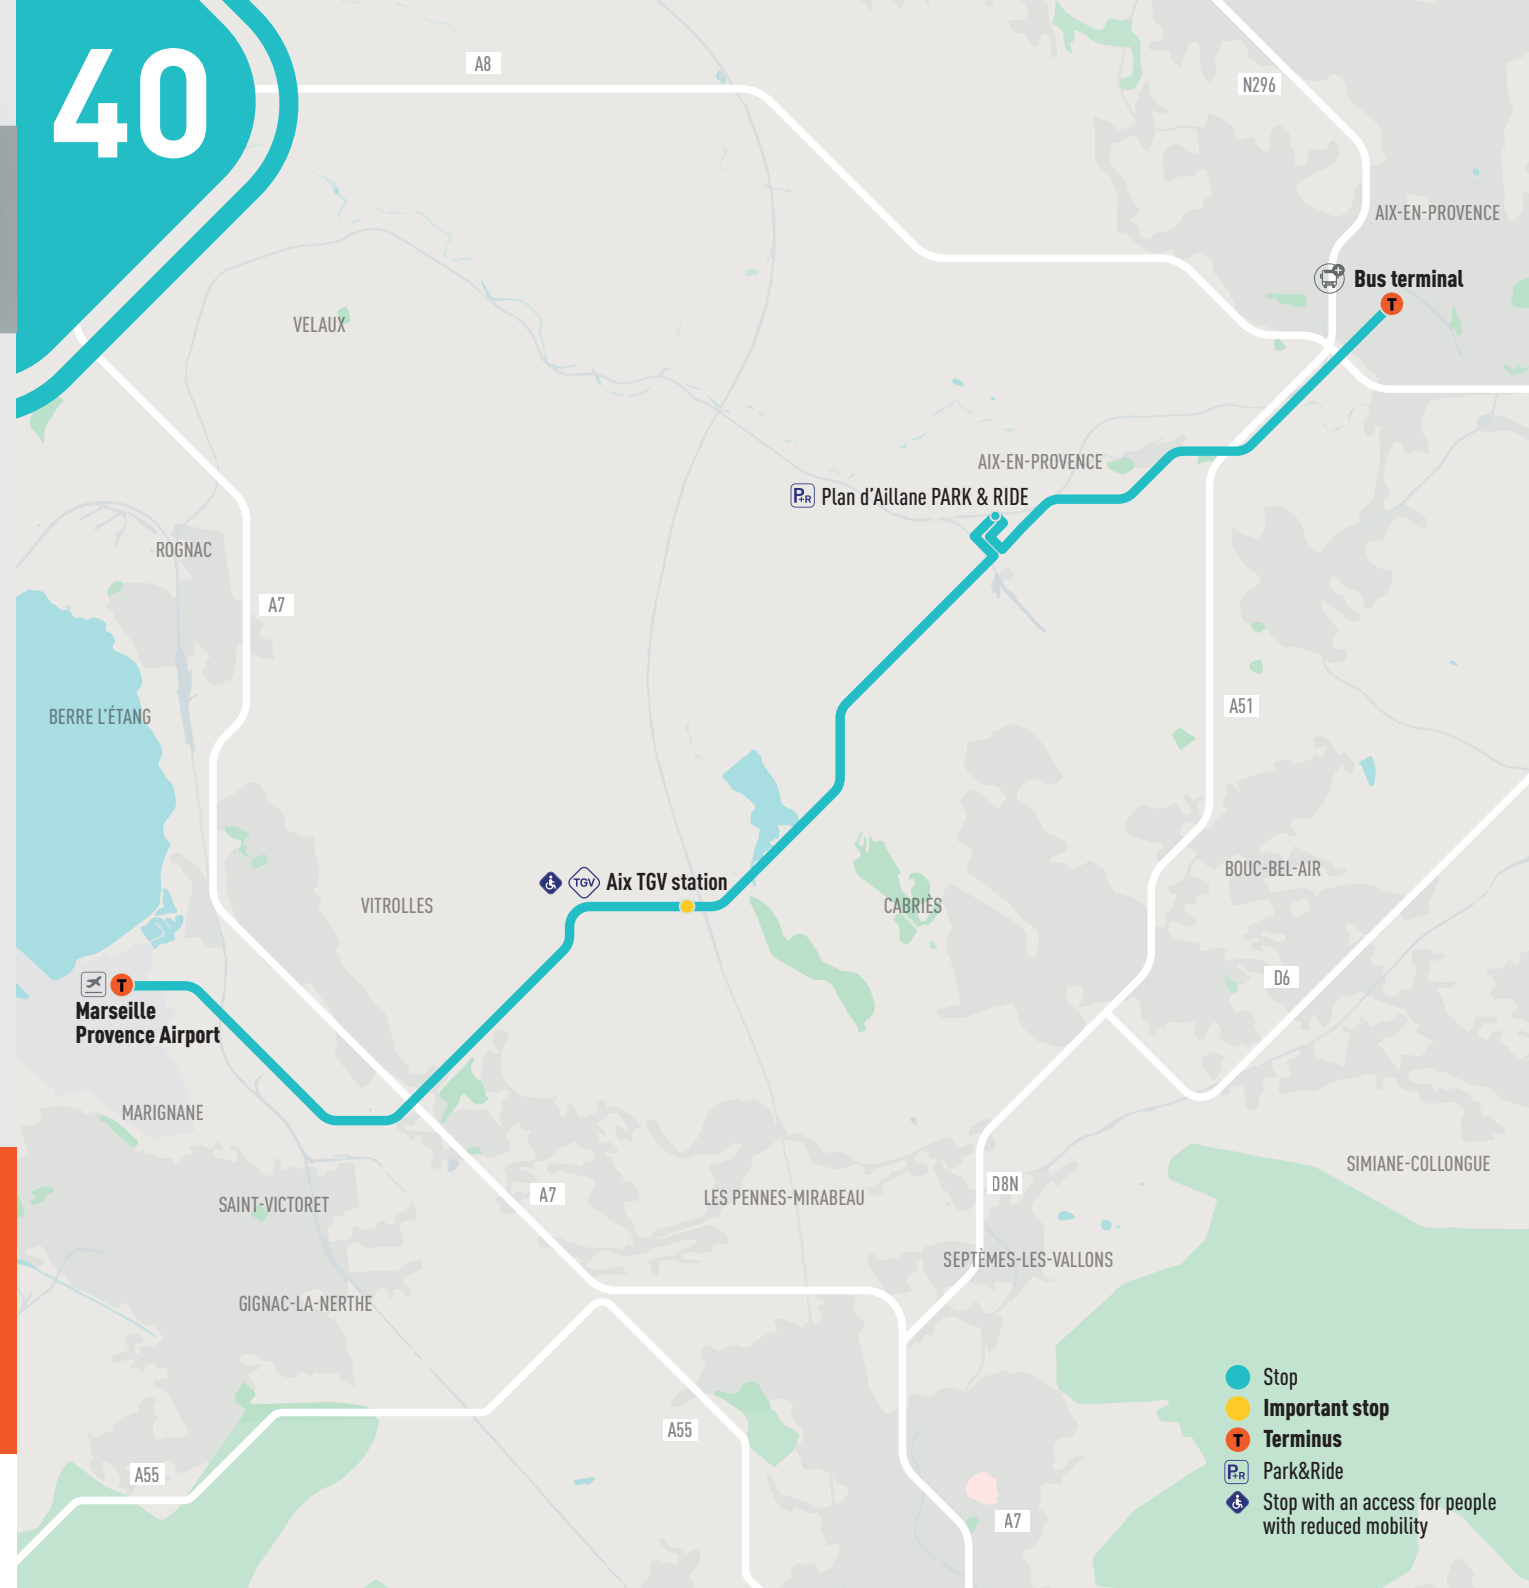 40
A8
N296
AIX-EN-PROVENCE
Bus terminal
T
VELAUX
AIX-EN-PROVENCE
P+R Plan d'Aillane PARK & RIDE
ROGNAC
A7
BERRE L'ÉTANG
A51
BOUC-BEL-AIR
TGV Aix TGV station
VITROLLES
CABRIÈS
D6
T
Marseille
Provence Airport
MARIGNANE
SIMIANE-COLLONGUE
D8N
A7
LES PENNES-MIRABEAU
SAINT-VICTORET
SEPTÈMES-LES-VALLONS
GIGNAC-LA-NERTHE
A55
A55
A7
Stop
Important stop
T Terminus
P+R Park&Ride
Stop with an access for people
with reduced mobility